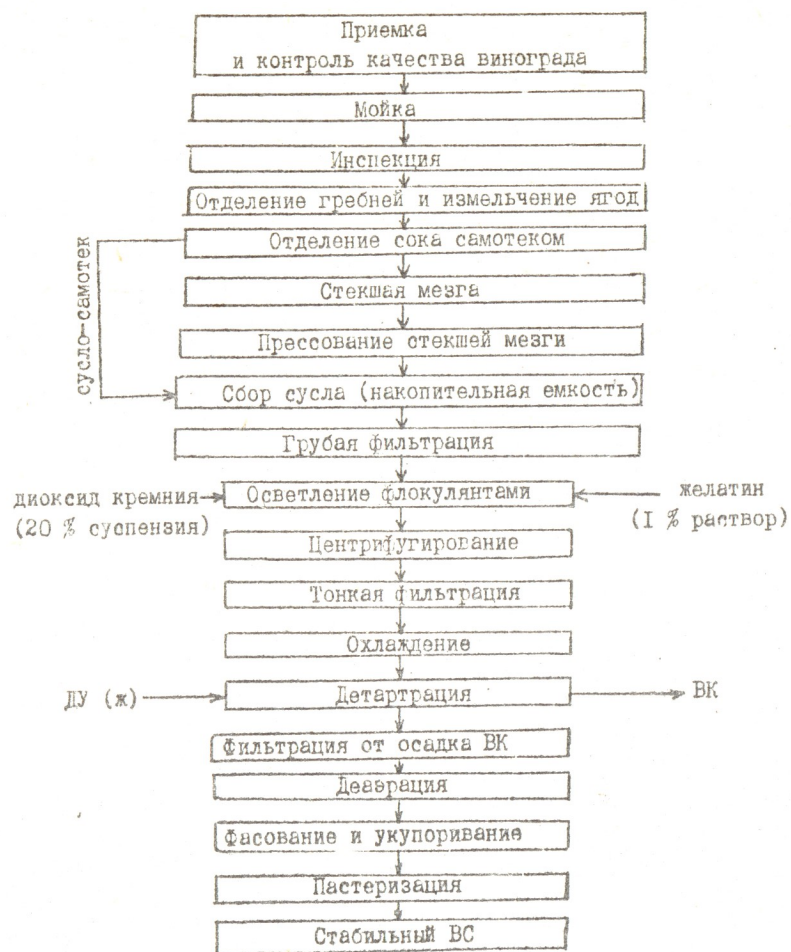 Приемка
и контроль качества винограда
Мойка
Инспекция
Отделение гребней и измельчение ягод
Отделение сока самотеком
сусло-самотек
Стекшая мезга
Прессование стекшей мезги
Сбор сусла (накопительная емкость)
Грубая фильтрация
диоксид кремния
(20 % суспензия)
Осветление флокулянтами
желатин
(I % раствор)
Центрифугирование
Тонкая фильтрация
Охлаждение
ДУ (ж)
Детартрация
ВК
Фильтрация от осадка ВК
Деаэрация
Фасование и укупоривание
Пастеризация
Стабильный ВС